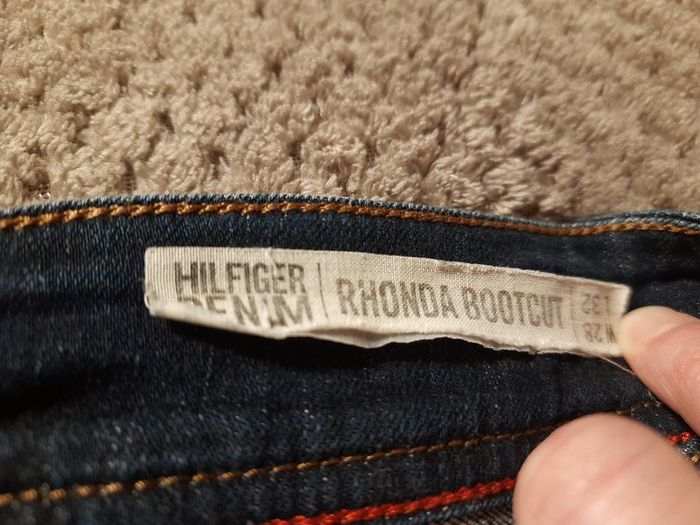 HILFIGER
DENIM
RHONDA BOOTCUT
W 28
L 32